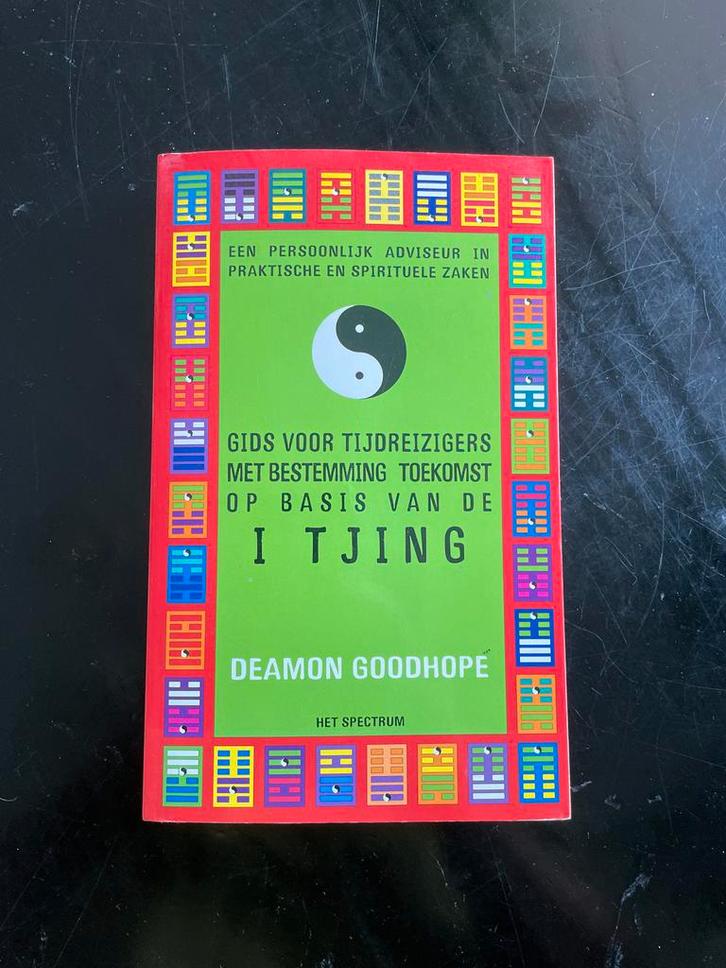 EEN PERSOONLIJK ADVISEUR IN
PRAKTISCHE EN SPIRITUELE ZAKEN
GIDS VOOR TIJDREIZIGERS
MET BESTEMMING TOEKOMST
OP BASIS VAN DE
I TJING
DEAMON GOODHOPE
HET SPECTRUM